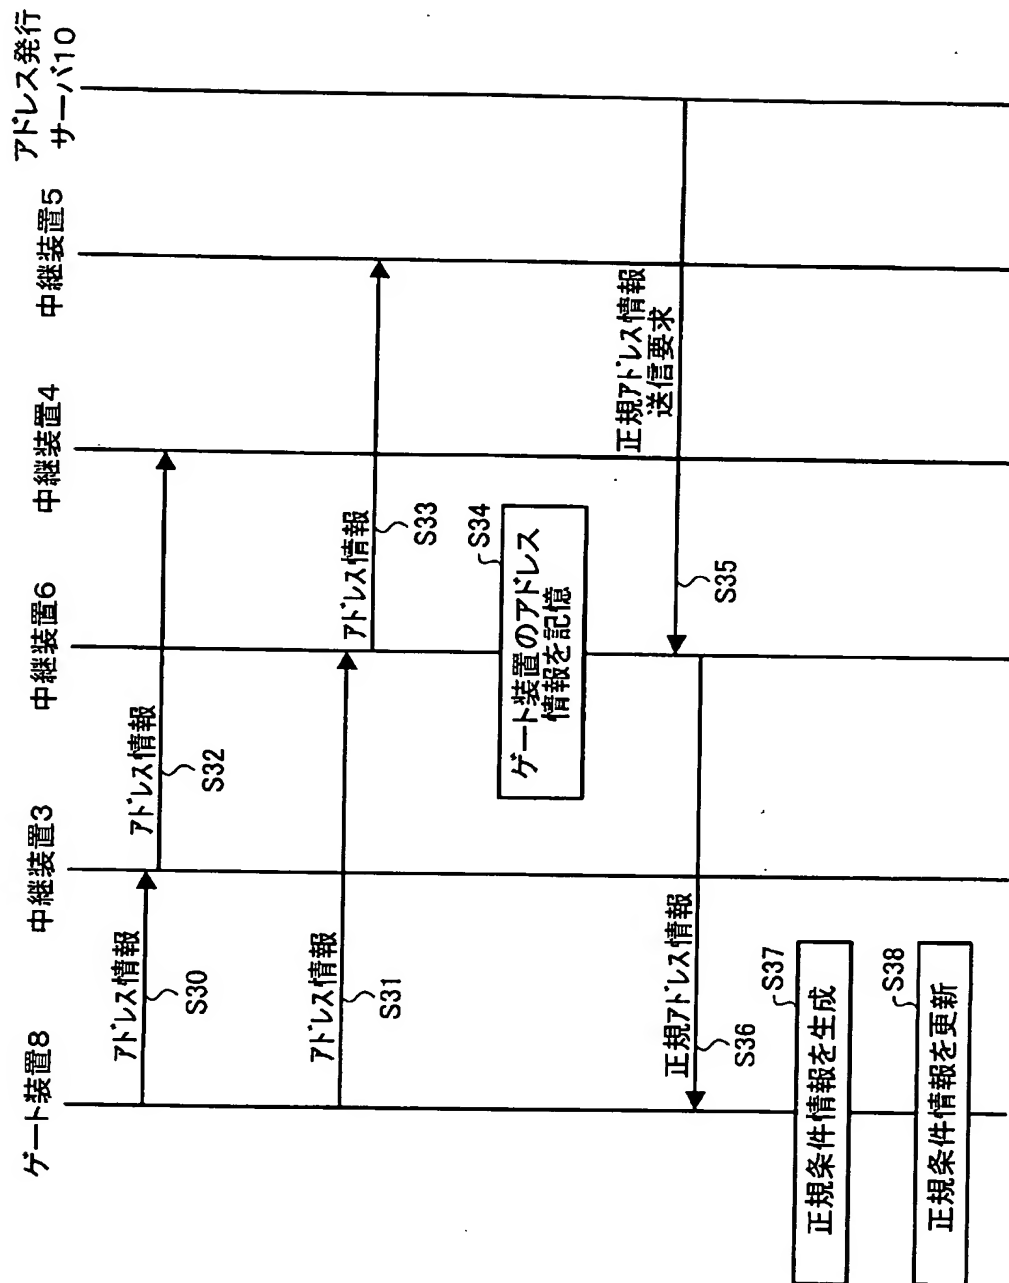 ゲート装置8
中継装置3
中継装置6
中継装置4
中継装置5
アドレス発行
サーバ10
アドレス情報
S30
アドレス情報
S32
アドレス情報
S31
アドレス情報
S33
S34
ゲート装置のアドレス
情報を記憶
正規アドレス情報
送信要求
S35
正規アドレス情報
S36
S37
正規条件情報を生成
S38
正規条件情報を更新